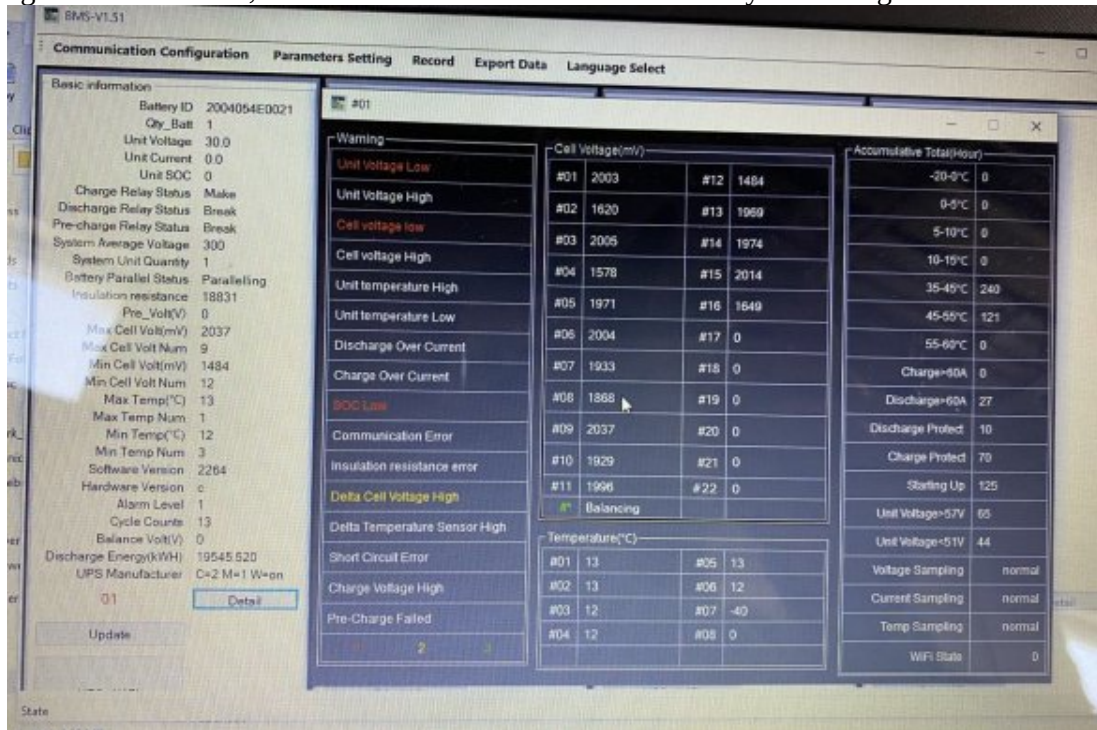 BMS-V1.51
Communication Configuration Parameters Setting Record Export Data Language Select
Basic information
Battery ID 2004054E0021
Qty_Batt 1
Unit Voltage 30.0
Unit Current 0.0
Unit SOC 0
Charge Relay Status Make
Discharge Relay Status Break
Pre-charge Relay Status Break
System Average Voltage 300
System Unit Quantity 1
Battery Parallel Status Parallelling
Insulation resistance 18831
Pre_Volt(V) 0
Max Cell Volt(mV) 2037
Max Cell Volt Num 9
Min Cell Volt(mV) 1484
Min Cell Volt Num 12
Max Temp(°C) 13
Max Temp Num 1
Min Temp(°C) 12
Min Temp Num 3
Software Version 2264
Hardware Version c
Alarm Level 1
Cycle Counts 13
Balance Volt(V) 0
Discharge Energy(kWH) 19545.520
UPS Manufacturer C=2 M=1 W=on
01 Detail
Update
State
#01
Warning
Unit Voltage Low
Unit Voltage High
Cell voltage low
Cell voltage High
Unit temperature High
Unit temperature Low
Discharge Over Current
Charge Over Current
SOC Low
Communication Error
Insulation resistance error
Delta Cell Voltage High
Delta Temperature Sensor High
Short Circuit Error
Charge Voltage High
Pre-Charge Failed
2 3
Cell Voltage(mV)
#01 2003 #12 1484
#02 1620 #13 1969
#03 2005 #14 1974
#04 1578 #15 2014
#05 1971 #16 1649
#06 2004 #17 0
#07 1933 #18 0
#08 1868 #19 0
#09 2037 #20 0
#10 1929 #21 0
#11 1996 #22 0
#* Balancing
Temperature(°C)
#01 13 #05 13
#02 13 #06 12
#03 12 #07 -40
#04 12 #08 0
Accumulative Total(Hour)
-20-0°C 0
0-5°C 0
5-10°C 0
10-15°C 0
35-45°C 240
45-55°C 121
55-60°C 0
Charge>60A 0
Discharge>60A 27
Discharge Protect 10
Charge Protect 70
Starting Up 125
Unit Voltage>57V 65
Unit Voltage<51V 44
Voltage Sampling normal
Current Sampling normal
Temp Sampling normal
WiFi State 0